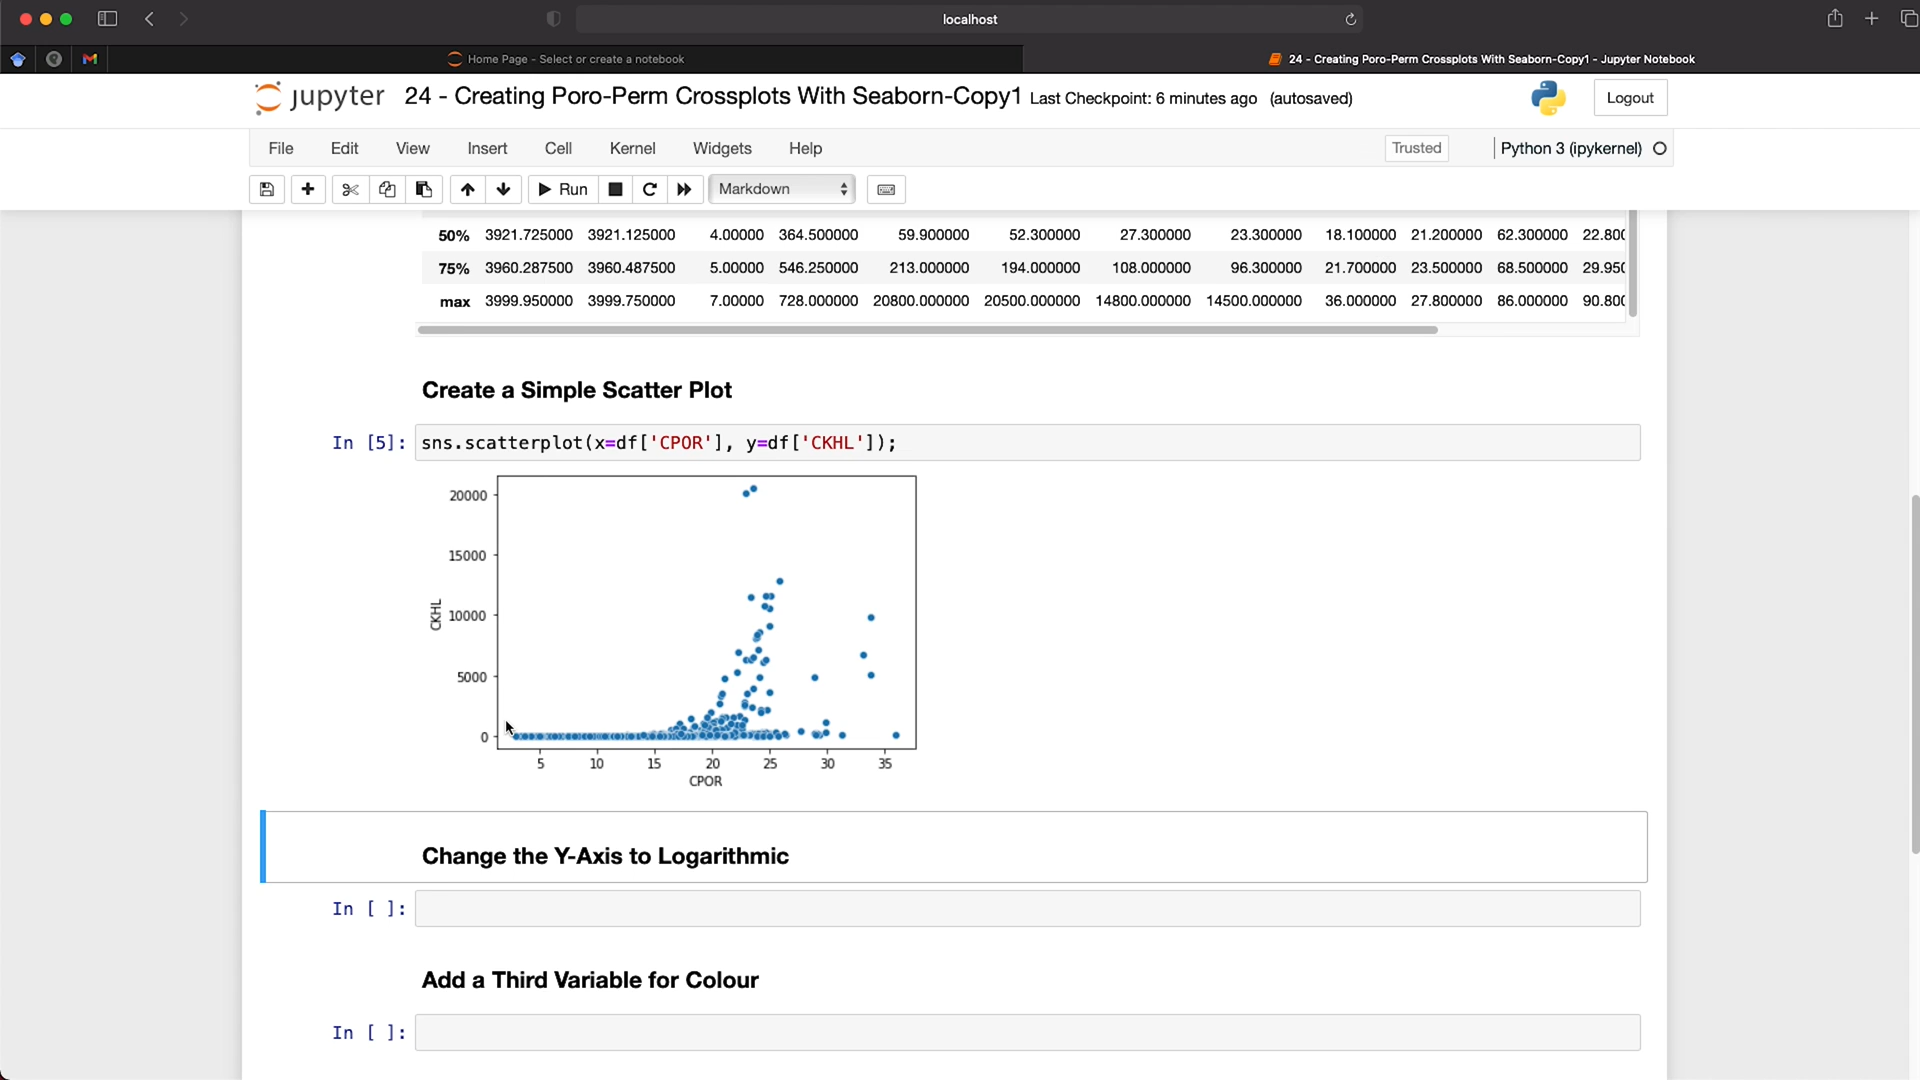 localhost
Home Page - Select or create a notebook
24 - Creating Poro-Perm Crossplots With Seaborn-Copy1 - Jupyter Notebook
jupyter 24 - Creating Poro-Perm Crossplots With Seaborn-Copy1 Last Checkpoint: 6 minutes ago (autosaved)
Logout
File Edit View Insert Cell Kernel Widgets Help Trusted Python 3 (ipykernel)
Run Markdown
50% 3921.725000 3921.125000 4.00000 364.500000 59.900000 52.300000 27.300000 23.300000 18.100000 21.200000 62.300000 22.800
75% 3960.287500 3960.487500 5.00000 546.250000 213.000000 194.000000 108.000000 96.300000 21.700000 23.500000 68.500000 29.950
max 3999.950000 3999.750000 7.00000 728.000000 20800.000000 20500.000000 14800.000000 14500.000000 36.000000 27.800000 86.000000 90.800
Create a Simple Scatter Plot
In [5]: sns.scatterplot(x=df['CPOR'], y=df['CKHL']);
20000
15000
10000
5000
0
CKHL
5 10 15 20 25 30 35
CPOR
Change the Y-Axis to Logarithmic
In [ ]:
Add a Third Variable for Colour
In [ ]: